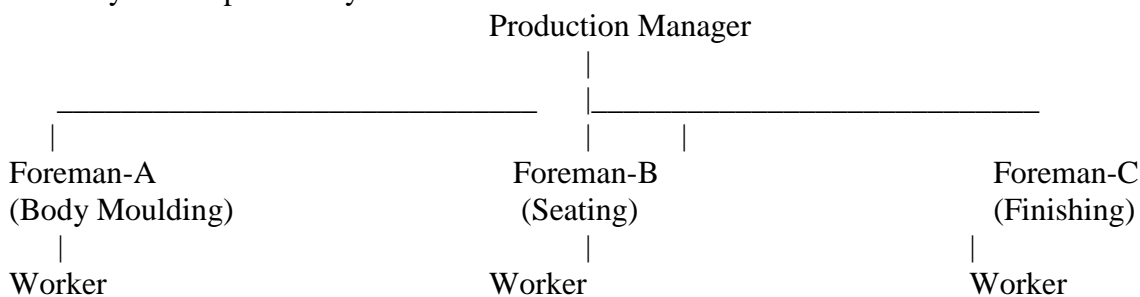 Production Manager
Foreman-A Foreman-B Foreman-C
(Body Moulding) (Seating) (Finishing)
Worker Worker Worker